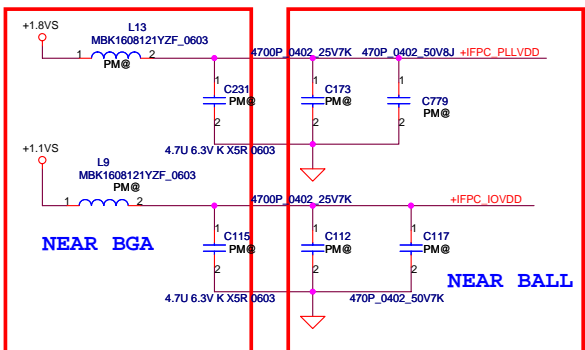 +1.8VS
L13
MBK1608121YZF_0603
1
2
PM@
4700P_0402_25V7K
470P_0402_50V8J
+IFPC_PLLVDD
1
C231
PM@
2
1
C173
PM@
2
1
C779
PM@
2
4.7U 6.3V K X5R 0603
+1.1VS
L9
MBK1608121YZF_0603
PM@
1
2
4700P_0402_25V7K
+IFPC_IOVDD
NEAR BGA
1
C115
PM@
2
1
C112
PM@
2
1
C117
PM@
2
NEAR BALL
4.7U 6.3V K X5R 0603
470P_0402_50V7K